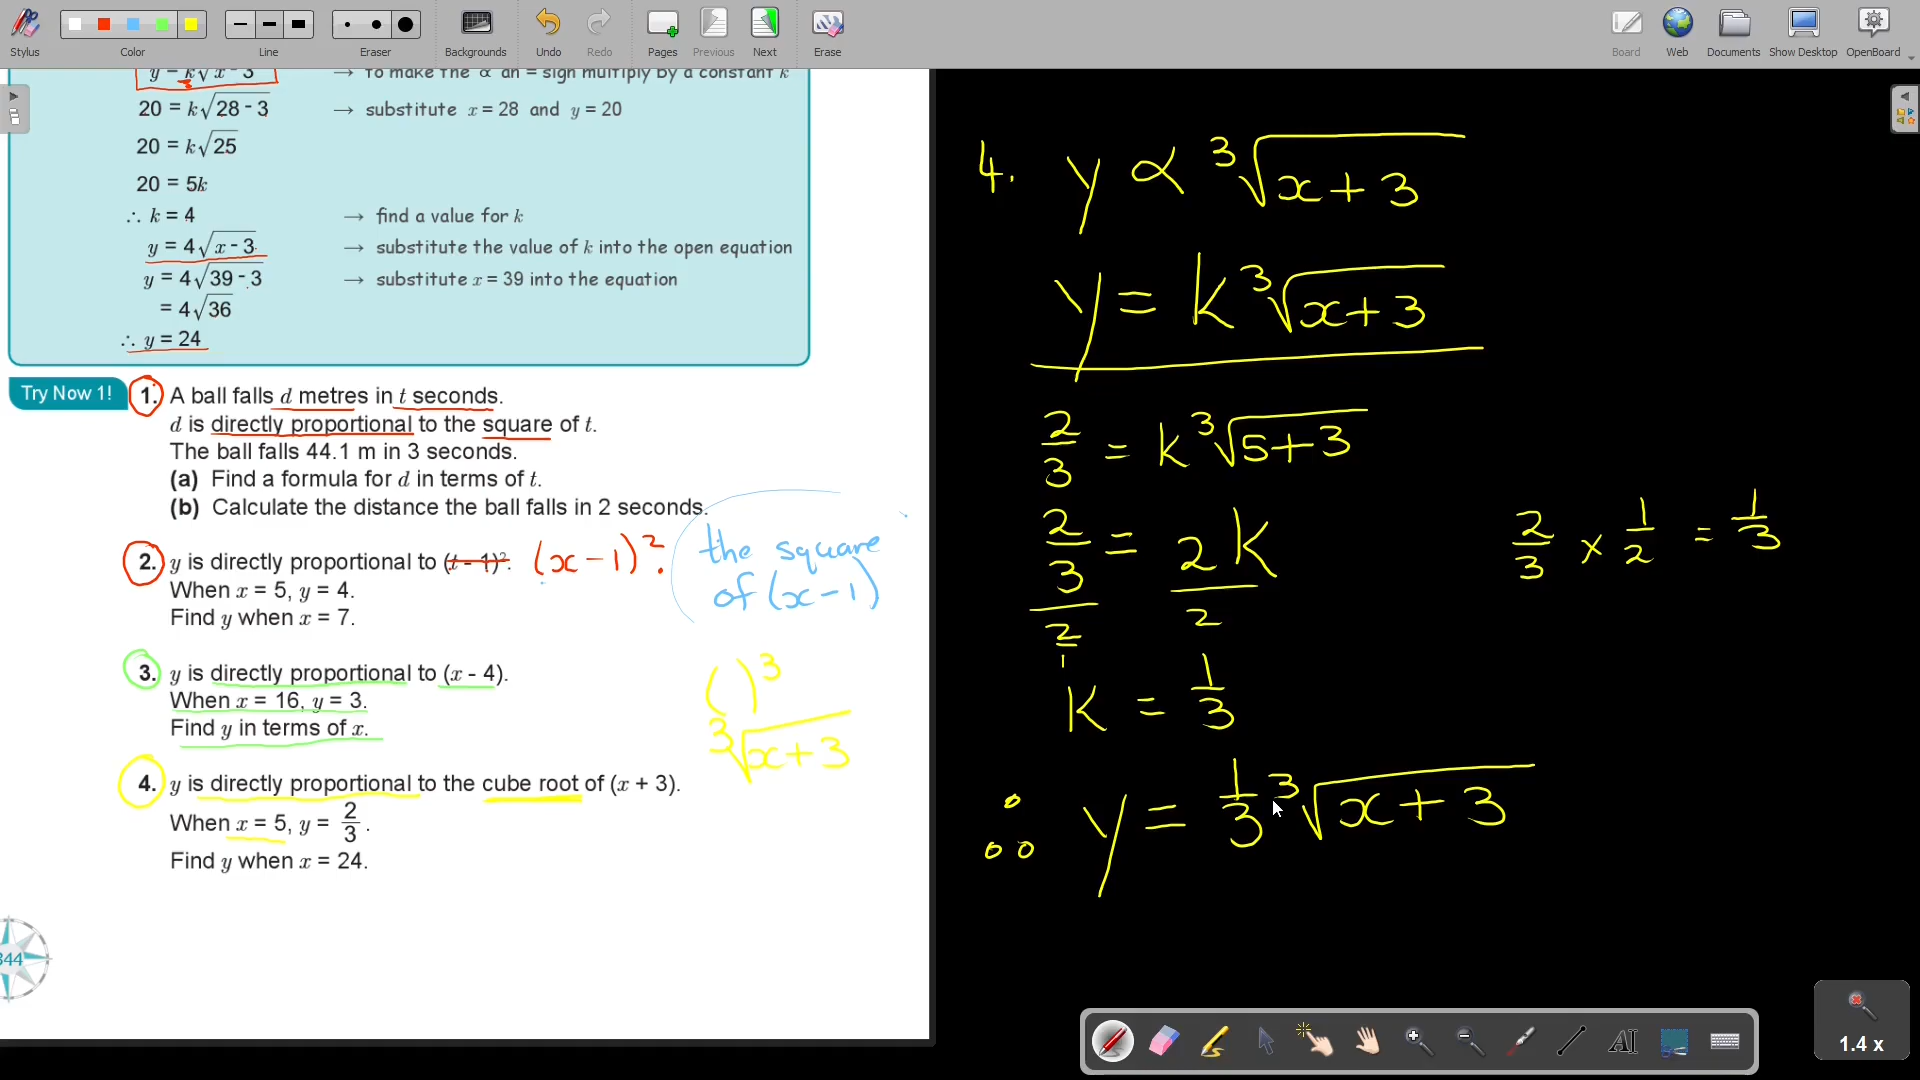 Stylus
Color
Line
Eraser
Backgrounds
Undo
Redo
Pages
Previous
Next
Erase
Board
Web
Documents
Show Desktop
OpenBoard
y = k√x - 3 → to make the ∝ an = sign multiply by a constant k
20 = k√28 - 3 → substitute x = 28 and y = 20
20 = k√25
20 = 5k
∴ k = 4 → find a value for k
y = 4√x - 3 → substitute the value of k into the open equation
y = 4√39 - 3 → substitute x = 39 into the equation
= 4√36
∴ y = 24
Try Now 1!
1. A ball falls d metres in t seconds.
d is directly proportional to the square of t.
The ball falls 44.1 m in 3 seconds.
(a) Find a formula for d in terms of t.
(b) Calculate the distance the ball falls in 2 seconds.
2. y is directly proportional to (t - 1)². (x - 1)².
the square
of (x - 1)
When x = 5, y = 4.
Find y when x = 7.
3. y is directly proportional to (x - 4).
When x = 16, y = 3.
Find y in terms of x.
( )³
³√x + 3
4. y is directly proportional to the cube root of (x + 3).
When x = 5, y = 2/3.
Find y when x = 24.
344
4. y ∝ ³√x + 3
y = k ³√x + 3
2/3 = k ³√5 + 3
2/3 = 2k
2/1 2
2/3 × 1/2 = 1/3
k = 1/3
∴ y = 1/3 ³√x + 3
1.4 x